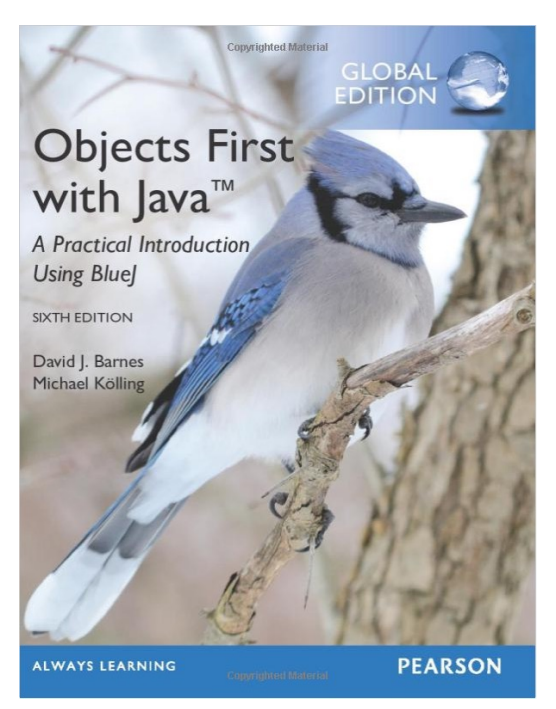 Copyrighted Material
GLOBAL
EDITION
Objects First
with Java™
A Practical Introduction
Using BlueJ
SIXTH EDITION
David J. Barnes
Michael Kölling
ALWAYS LEARNING
Copyrighted Material
PEARSON